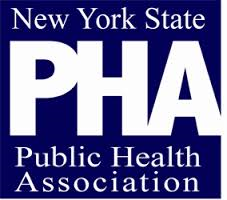 New York State
PHA
Public Health
Association